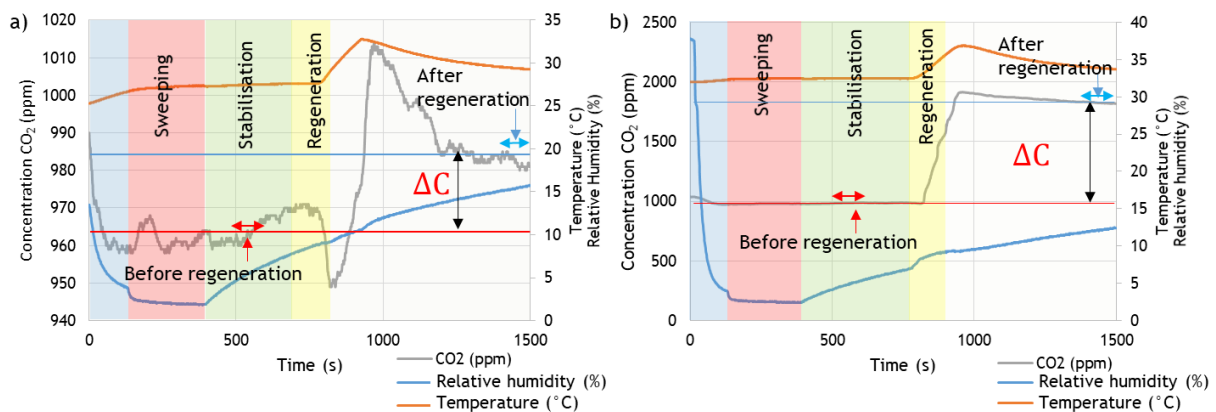 a)
1020
1010
1000
990
980
970
960
950
940
Concentration CO₂ (ppm)
0
500
1000
1500
Time (s)
35
30
25
20
15
10
5
0
Temperature (°C)
Relative Humidity (%)
Sweeping
Stabilisation
Regeneration
After
regeneration
ΔC
Before regeneration
CO2 (ppm)
Relative humidity (%)
Temperature (°C)
b)
2500
2000
1500
1000
500
0
Concentration CO₂ (ppm)
0
500
1000
1500
Time (s)
40
35
30
25
20
15
10
5
0
Temperature (°C)
Relative Humidity (%)
Sweeping
Stabilisation
Regeneration
After
regéneration
ΔC
Before regeneration
CO2 (ppm)
Relative humidity (%)
Temperature (°C)